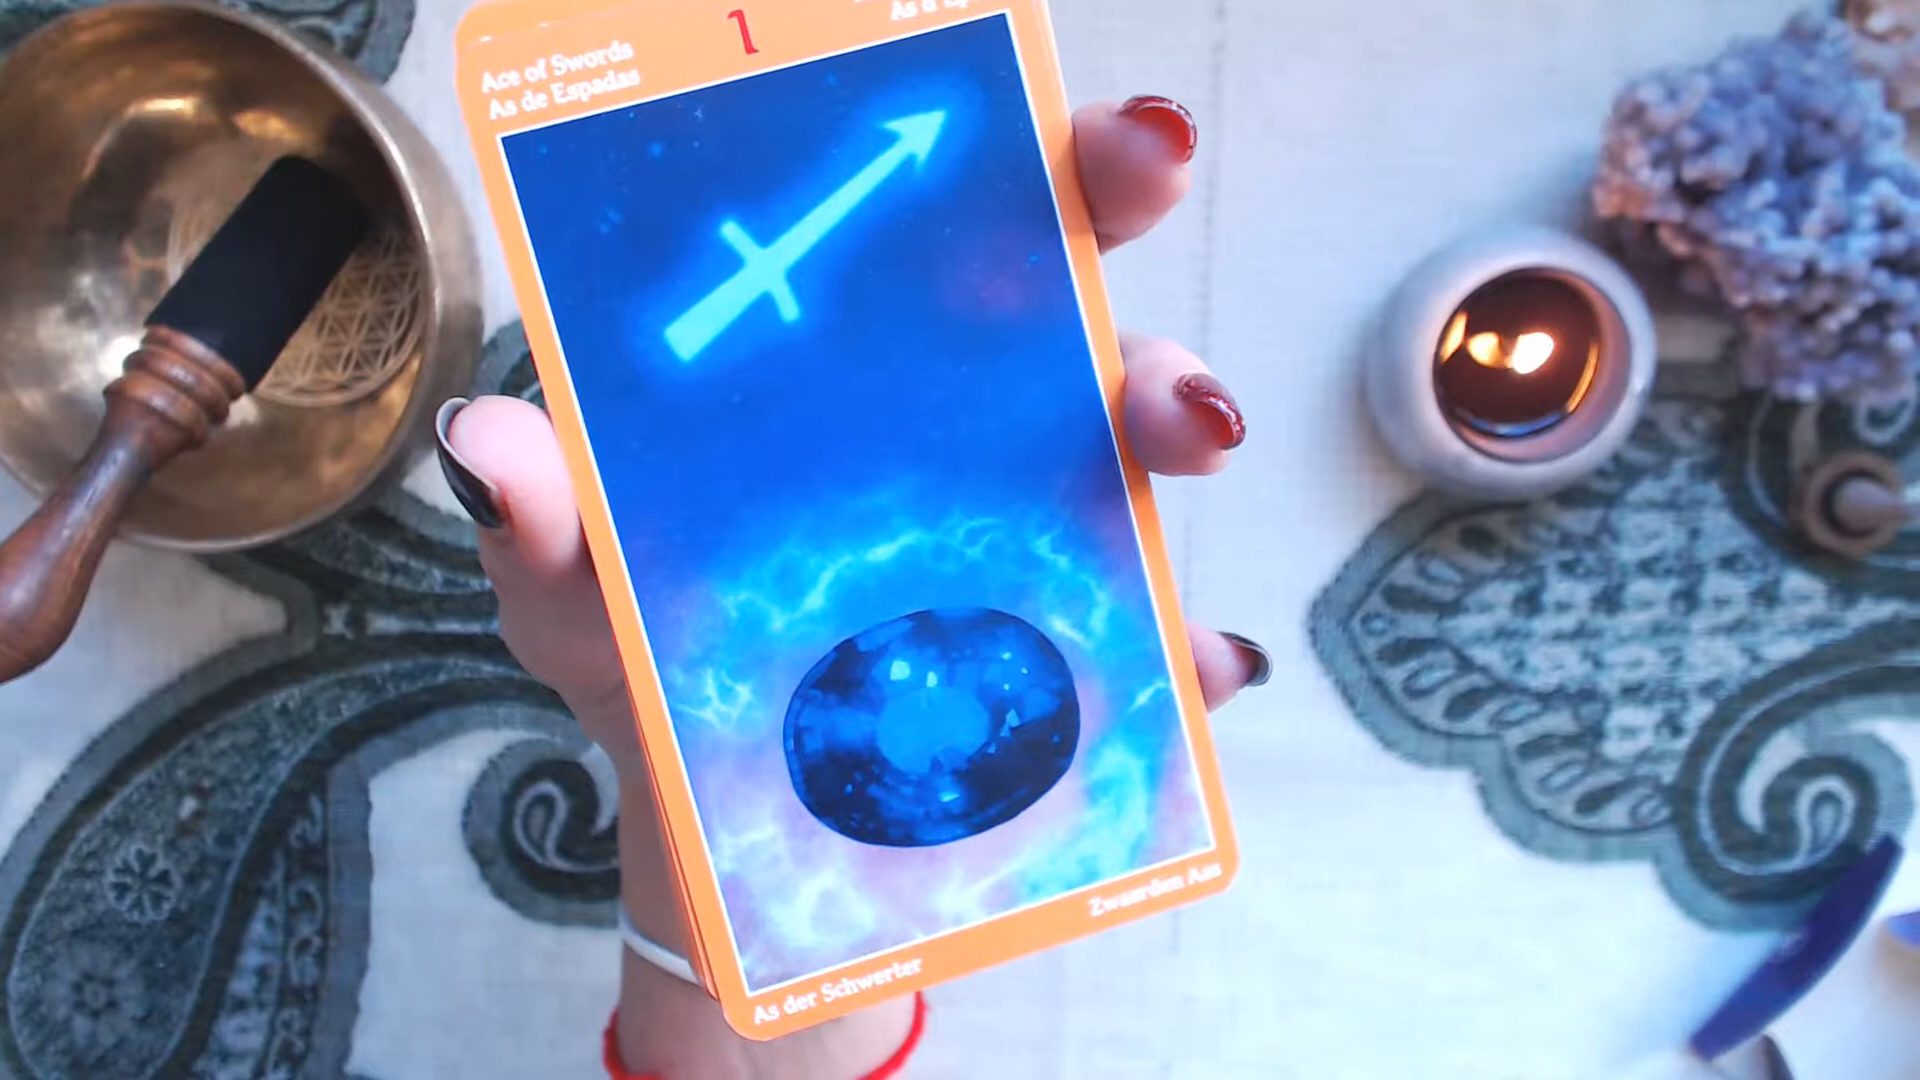 1
Ace of Swords
As de Espadas
Zwaarden Aas
As der Schwerter